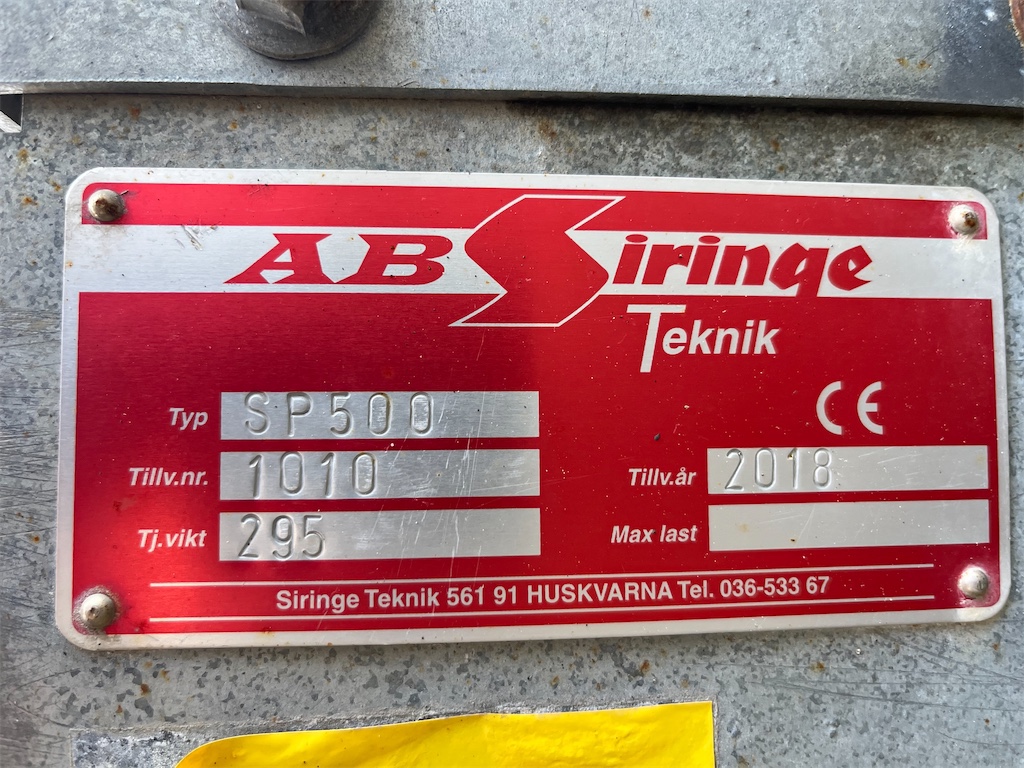 AB Siringe
Teknik
CE
Typ SP500
Tillv.nr. 1010 Tillv.år 2018
Tj.vikt 295 Max last
Siringe Teknik 561 91 HUSKVARNA Tel. 036-533 67